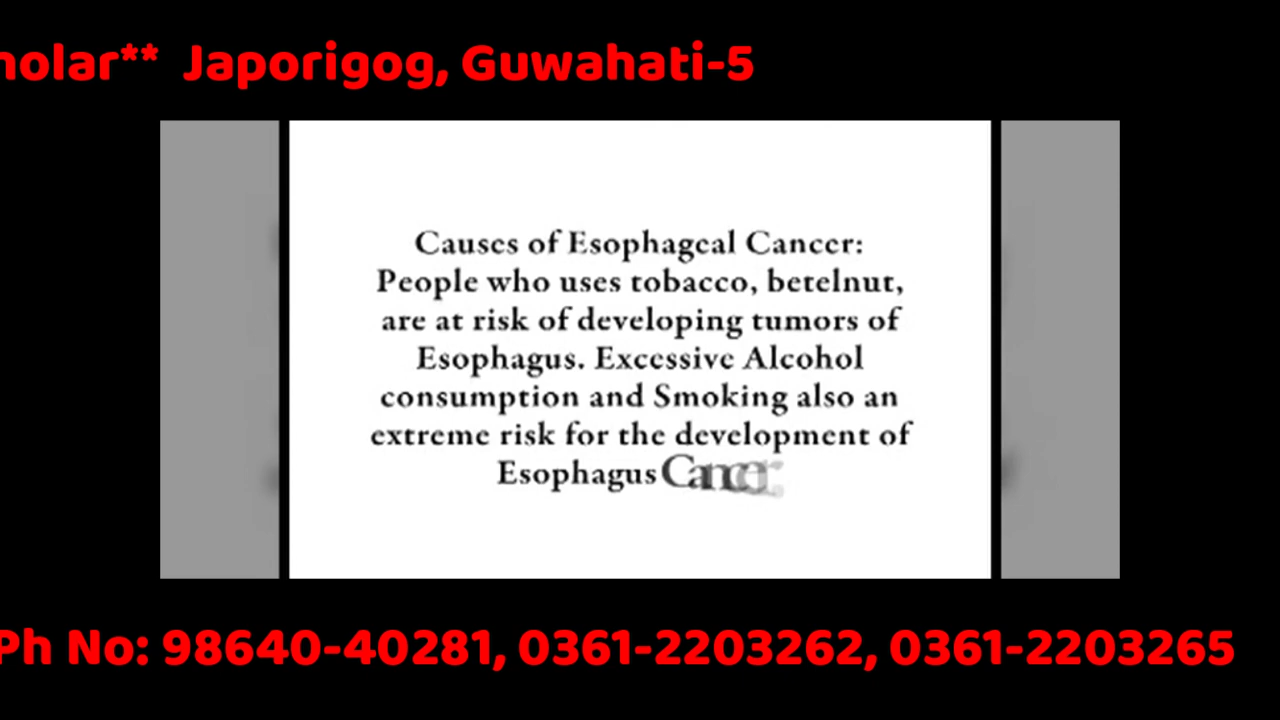 holar** Japorigog, Guwahati-5
Causes of Esophageal Cancer:
People who uses tobacco, betelnut,
are at risk of developing tumors of
Esophagus. Excessive Alcohol
consumption and Smoking also an
extreme risk for the development of
Esophagus Cancer.
Ph No: 98640-40281, 0361-2203262, 0361-2203265